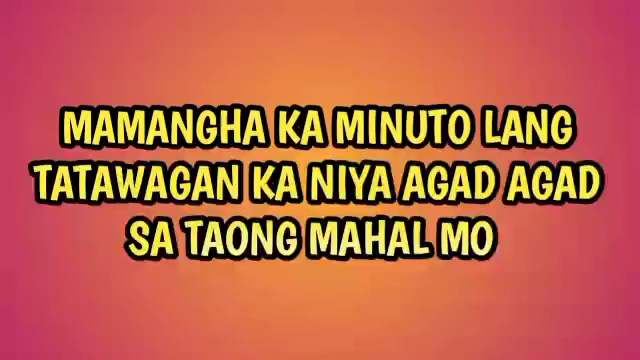 MAMANGHA KA MINUTO LANG
TATAWAGAN KA NIYA AGAD AGAD
SA TAONG MAHAL MO